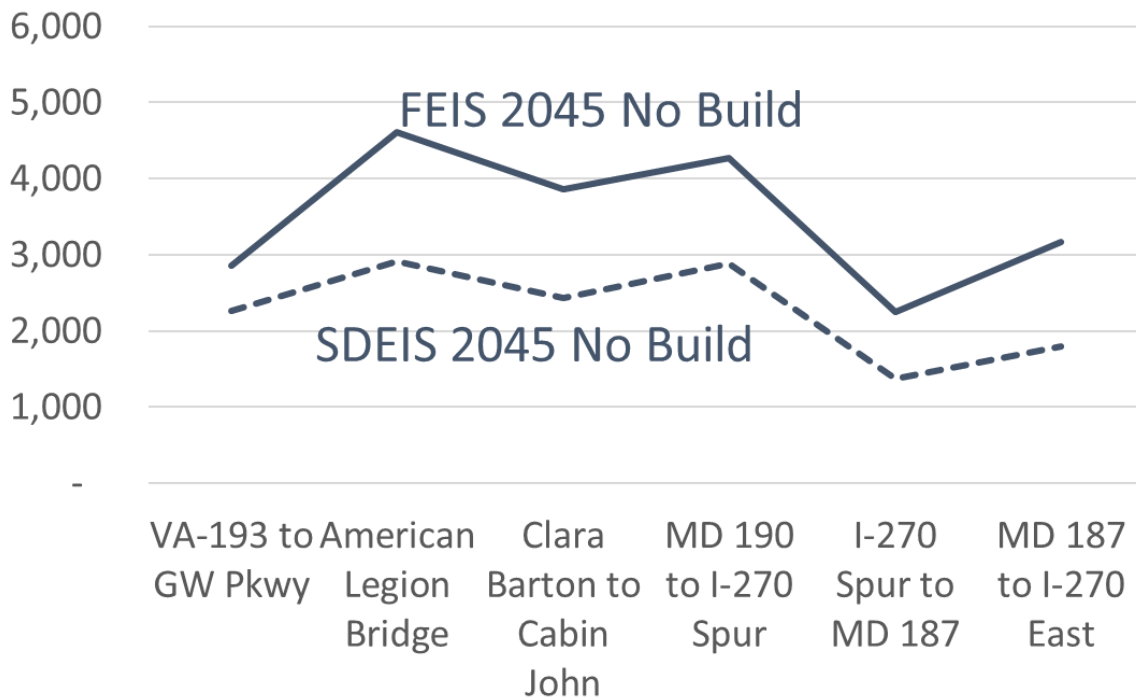 6,000
5,000
FEIS 2045 No Build
4,000
3,000
SDEIS 2045 No Build
2,000
1,000
-
VA-193 to
GW Pkwy
American
Legion
Bridge
Clara
Barton to
Cabin
John
MD 190
to I-270
Spur
I-270
Spur to
MD 187
MD 187
to I-270
East